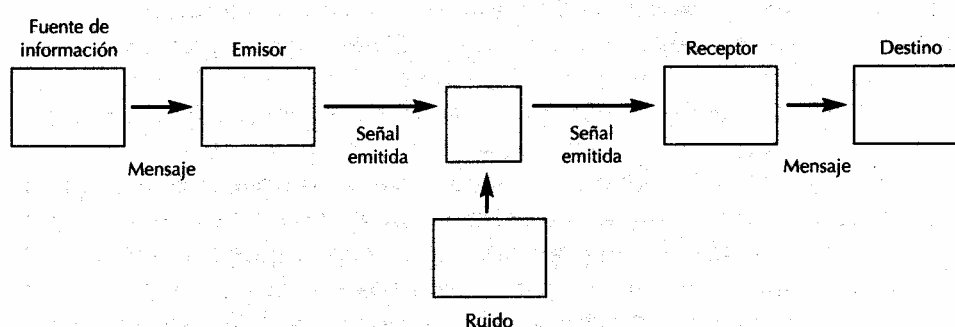 Fuente de
información
Emisor
Receptor
Destino
Mensaje
Señal
emitida
Señal
emitida
Mensaje
Ruido